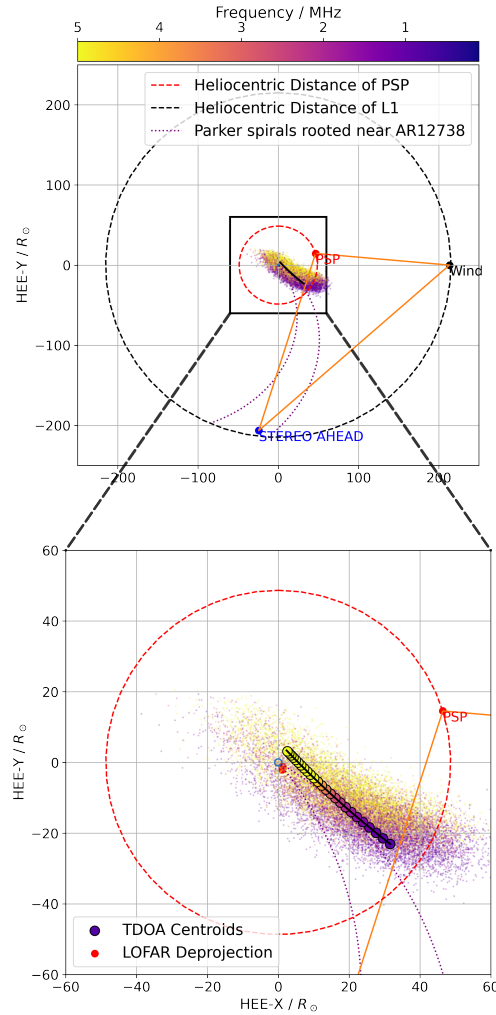 Frequency / MHz
5 4 3 2 1
Heliocentric Distance of PSP
Heliocentric Distance of L1
Parker spirals rooted near AR12738
200
100
0
−100
−200
HEE-Y / R⊙
PSP
Wind
STEREO AHEAD
−200 −100 0 100 200
60
40
20
0
−20
−40
−60
HEE-Y / R⊙
PSP
TDOA Centroids
LOFAR Deprojection
−60 −40 −20 0 20 40 60
HEE-X / R⊙